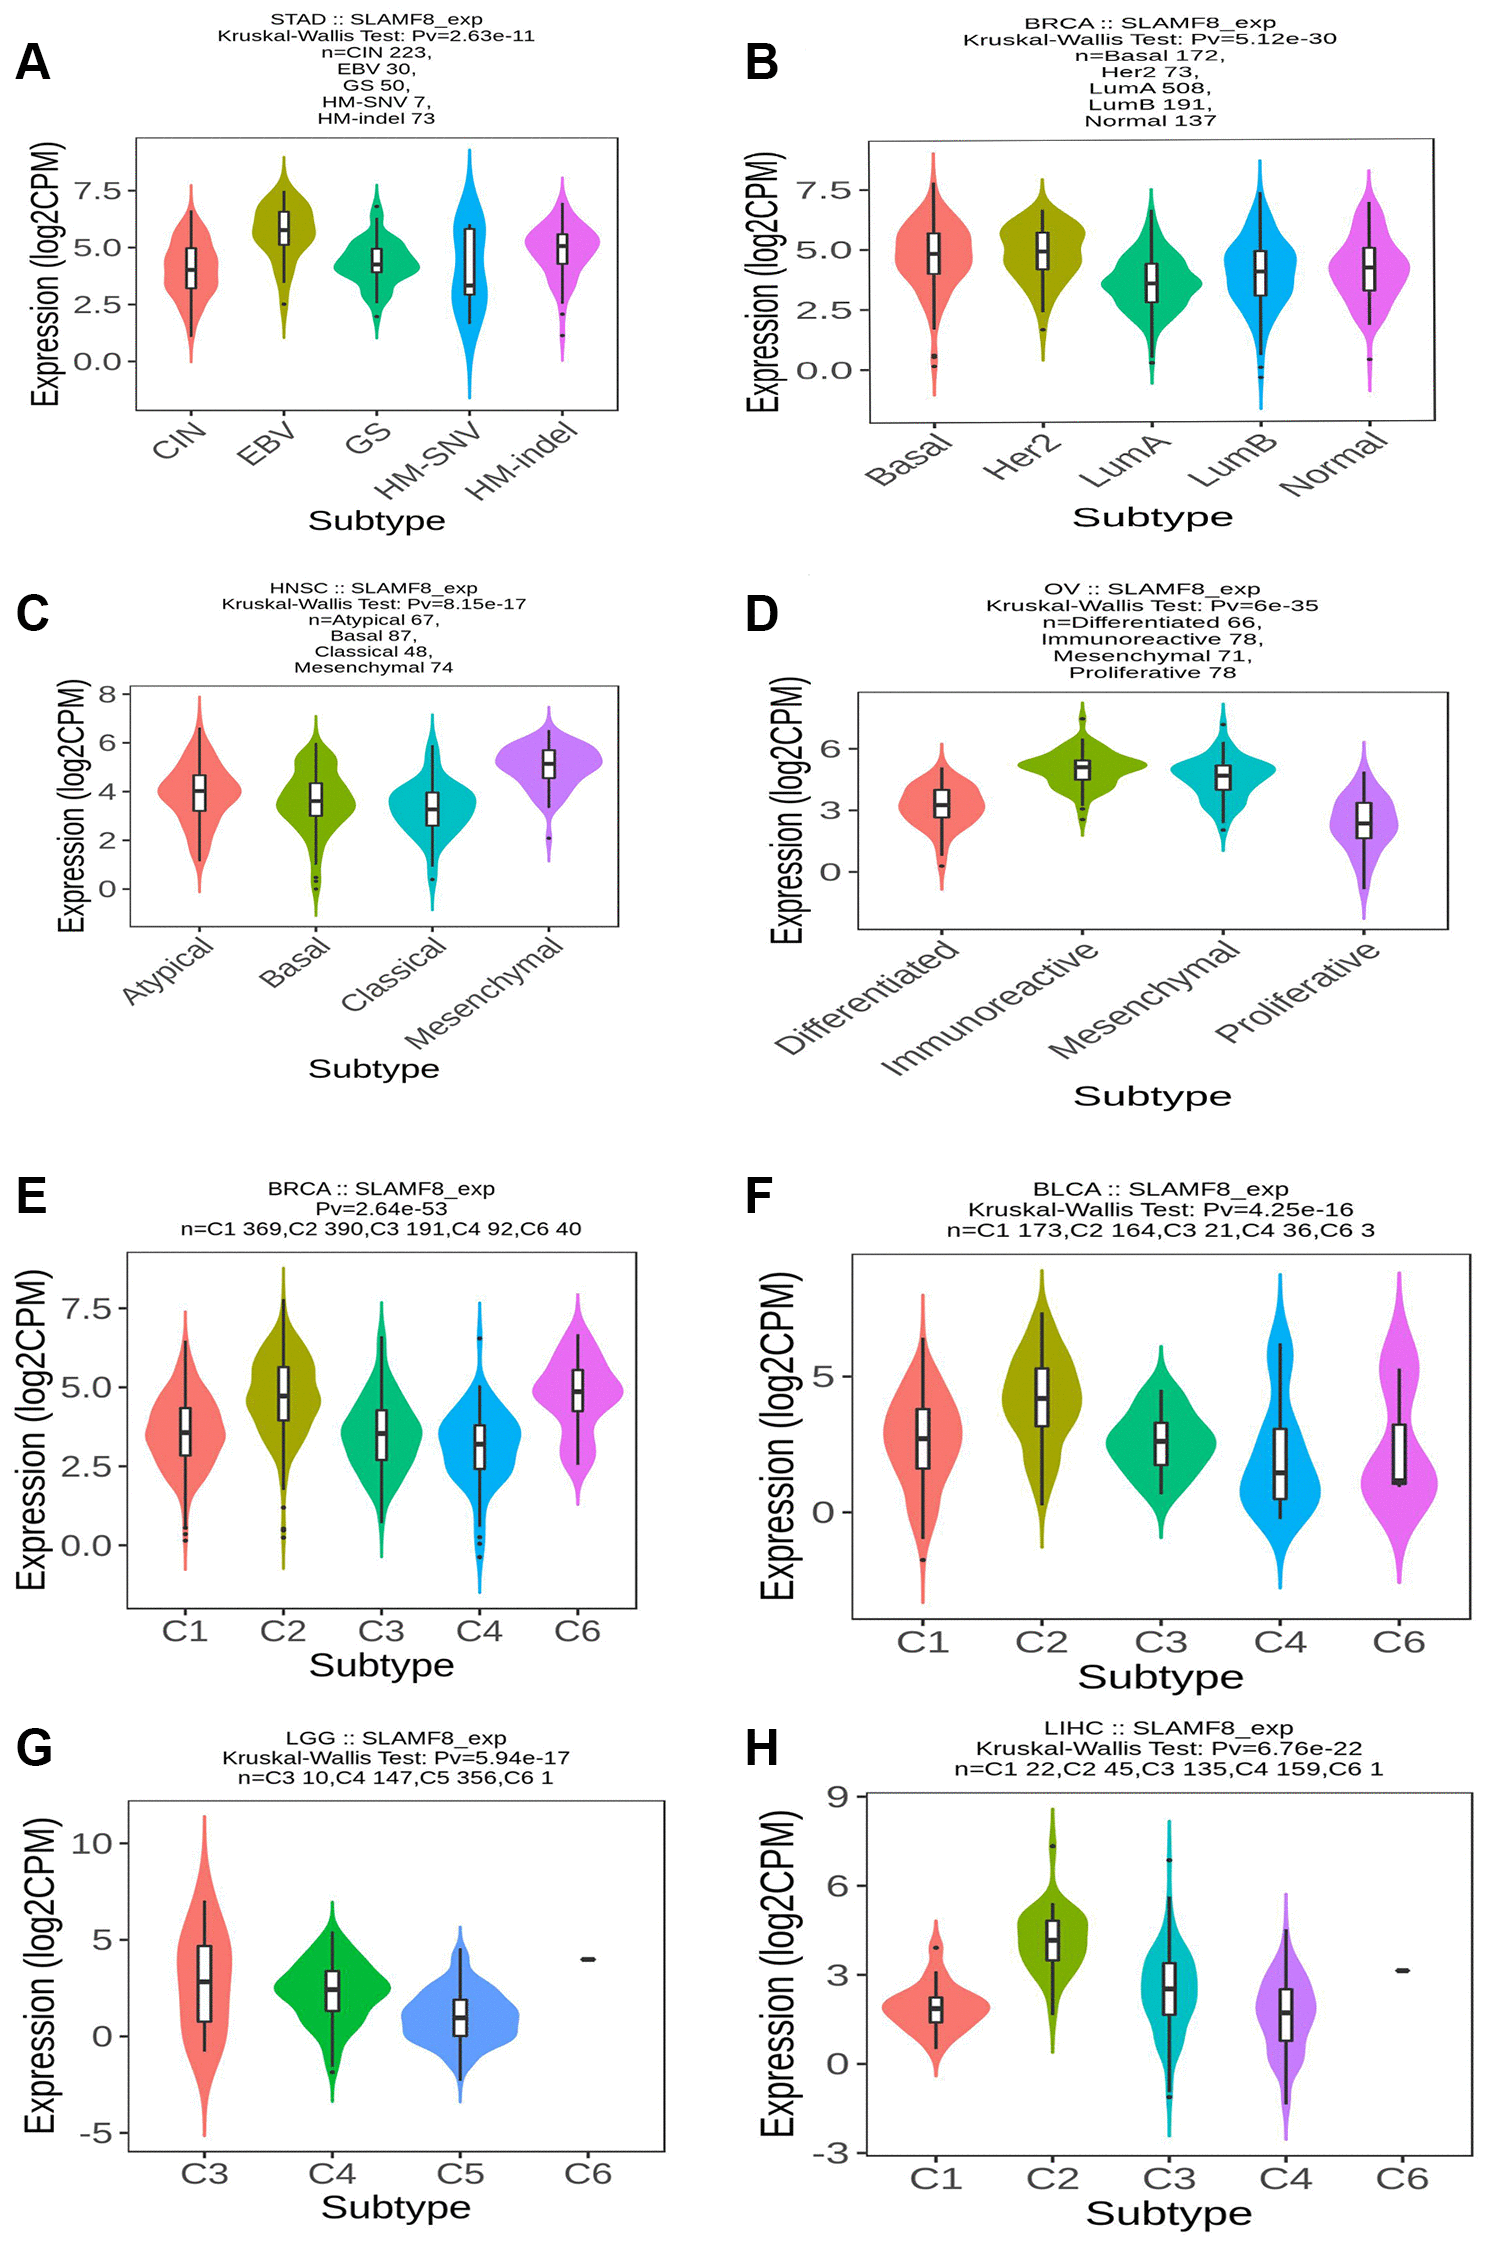 A
STAD :: SLAMF8_exp
Kruskal-Wallis Test: Pv=2.63e-11
n=CIN 223,
EBV 30,
GS 50,
HM-SNV 7,
HM-indel 73
Expression (log2CPM)
7.5
5.0
2.5
0.0
CIN
EBV
GS
HM-SNV
HM-indel
Subtype
B
BRCA :: SLAMF8_exp
Kruskal-Wallis Test: Pv=5.12e-30
n=Basal 172,
Her2 73,
LumA 508,
LumB 191,
Normal 137
Expression (log2CPM)
7.5
5.0
2.5
0.0
Basal
Her2
LumA
LumB
Normal
Subtype
C
HNSC :: SLAMF8_exp
Kruskal-Wallis Test: Pv=8.15e-17
n=Atypical 67,
Basal 87,
Classical 48,
Mesenchymal 74
Expression (log2CPM)
8
6
4
2
0
Atypical
Basal
Classical
Mesenchymal
Subtype
D
OV :: SLAMF8_exp
Kruskal-Wallis Test: Pv=6e-35
n=Differentiated 66,
Immunoreactive 78,
Mesenchymal 71,
Proliferative 78
Expression (log2CPM)
6
3
0
Differentiated
Immunoreactive
Mesenchymal
Proliferative
Subtype
E
BRCA :: SLAMF8_exp
Pv=2.64e-53
n=C1 369,C2 390,C3 191,C4 92,C6 40
Expression (log2CPM)
7.5
5.0
2.5
0.0
C1 C2 C3 C4 C6
Subtype
F
BLCA :: SLAMF8_exp
Kruskal-Wallis Test: Pv=4.25e-16
n=C1 173,C2 164,C3 21,C4 36,C6 3
Expression (log2CPM)
5
0
C1 C2 C3 C4 C6
Subtype
G
LGG :: SLAMF8_exp
Kruskal-Wallis Test: Pv=5.94e-17
n=C3 10,C4 147,C5 356,C6 1
Expression (log2CPM)
10
5
0
-5
C3 C4 C5 C6
Subtype
H
LIHC :: SLAMF8_exp
Kruskal-Wallis Test: Pv=6.76e-22
n=C1 22,C2 45,C3 135,C4 159,C6 1
Expression (log2CPM)
9
6
3
0
-3
C1 C2 C3 C4 C6
Subtype